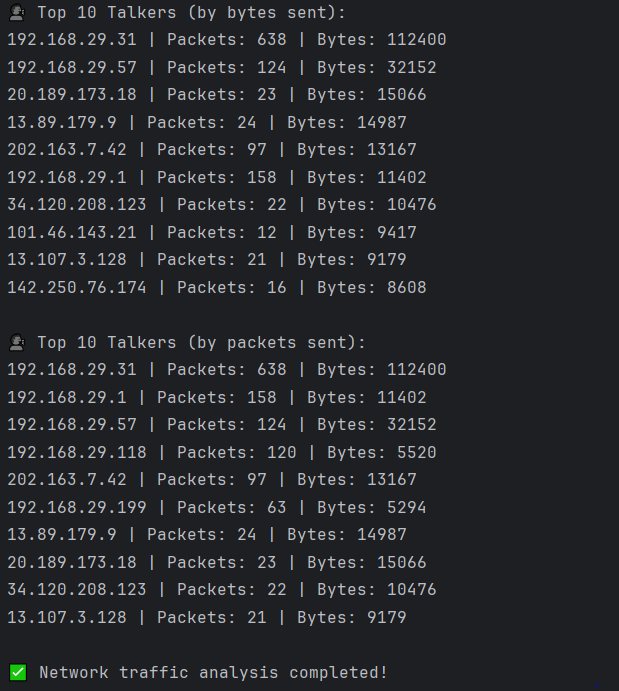 Top 10 Talkers (by bytes sent):
192.168.29.31 | Packets: 638 | Bytes: 112400
192.168.29.57 | Packets: 124 | Bytes: 32152
20.189.173.18 | Packets: 23 | Bytes: 15066
13.89.179.9 | Packets: 24 | Bytes: 14987
202.163.7.42 | Packets: 97 | Bytes: 13167
192.168.29.1 | Packets: 158 | Bytes: 11402
34.120.208.123 | Packets: 22 | Bytes: 10476
101.46.143.21 | Packets: 12 | Bytes: 9417
13.107.3.128 | Packets: 21 | Bytes: 9179
142.250.76.174 | Packets: 16 | Bytes: 8608
Top 10 Talkers (by packets sent):
192.168.29.31 | Packets: 638 | Bytes: 112400
192.168.29.1 | Packets: 158 | Bytes: 11402
192.168.29.57 | Packets: 124 | Bytes: 32152
192.168.29.118 | Packets: 120 | Bytes: 5520
202.163.7.42 | Packets: 97 | Bytes: 13167
192.168.29.199 | Packets: 63 | Bytes: 5294
13.89.179.9 | Packets: 24 | Bytes: 14987
20.189.173.18 | Packets: 23 | Bytes: 15066
34.120.208.123 | Packets: 22 | Bytes: 10476
13.107.3.128 | Packets: 21 | Bytes: 9179
✅ Network traffic analysis completed!